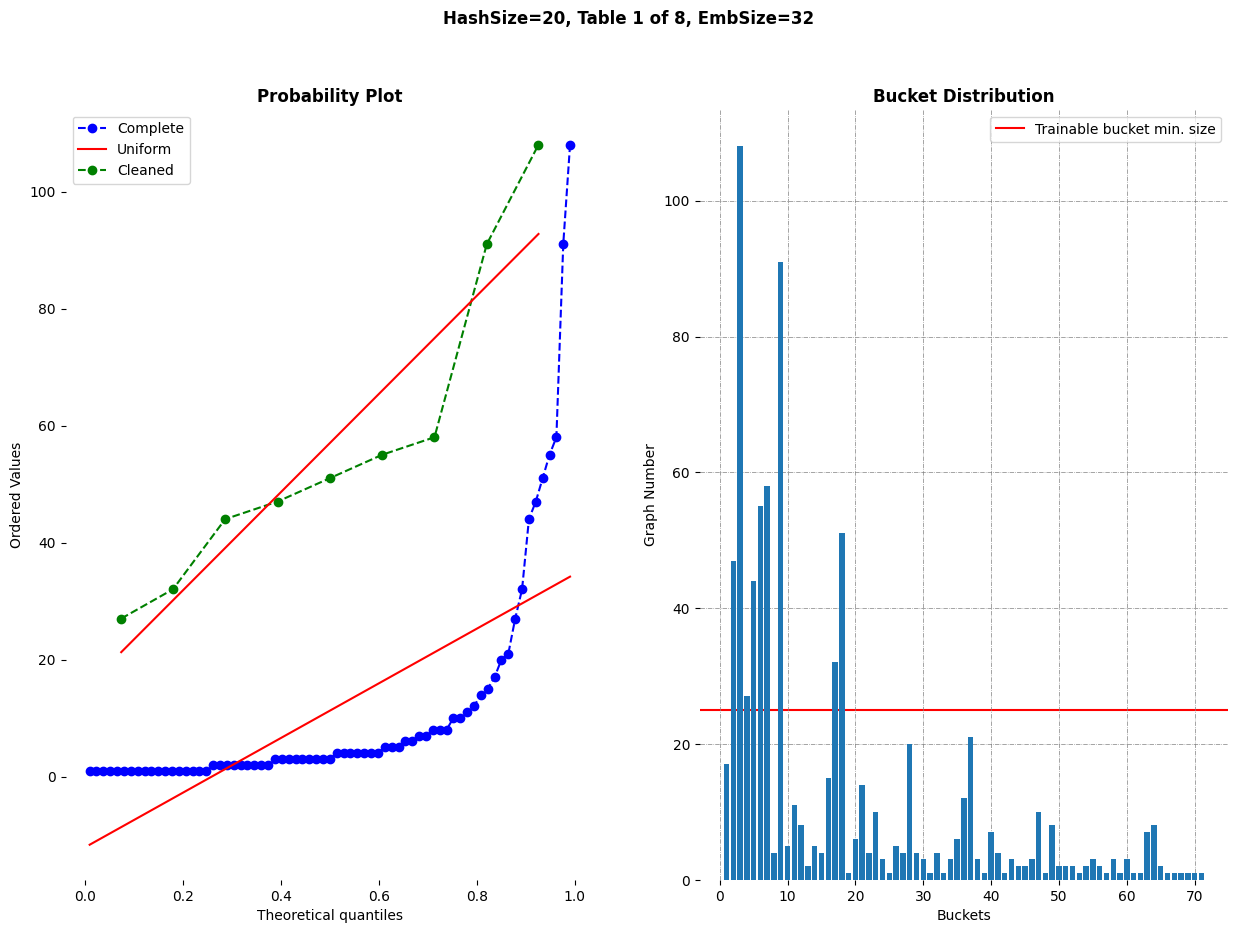 HashSize=20, Table 1 of 8, EmbSize=32
Probability Plot
Complete
Uniform
Cleaned
100
80
60
40
20
0
Ordered Values
0.0 0.2 0.4 0.6 0.8 1.0
Theoretical quantiles
Bucket Distribution
Trainable bucket min. size
100
80
60
40
20
0
Graph Number
0 10 20 30 40 50 60 70
Buckets